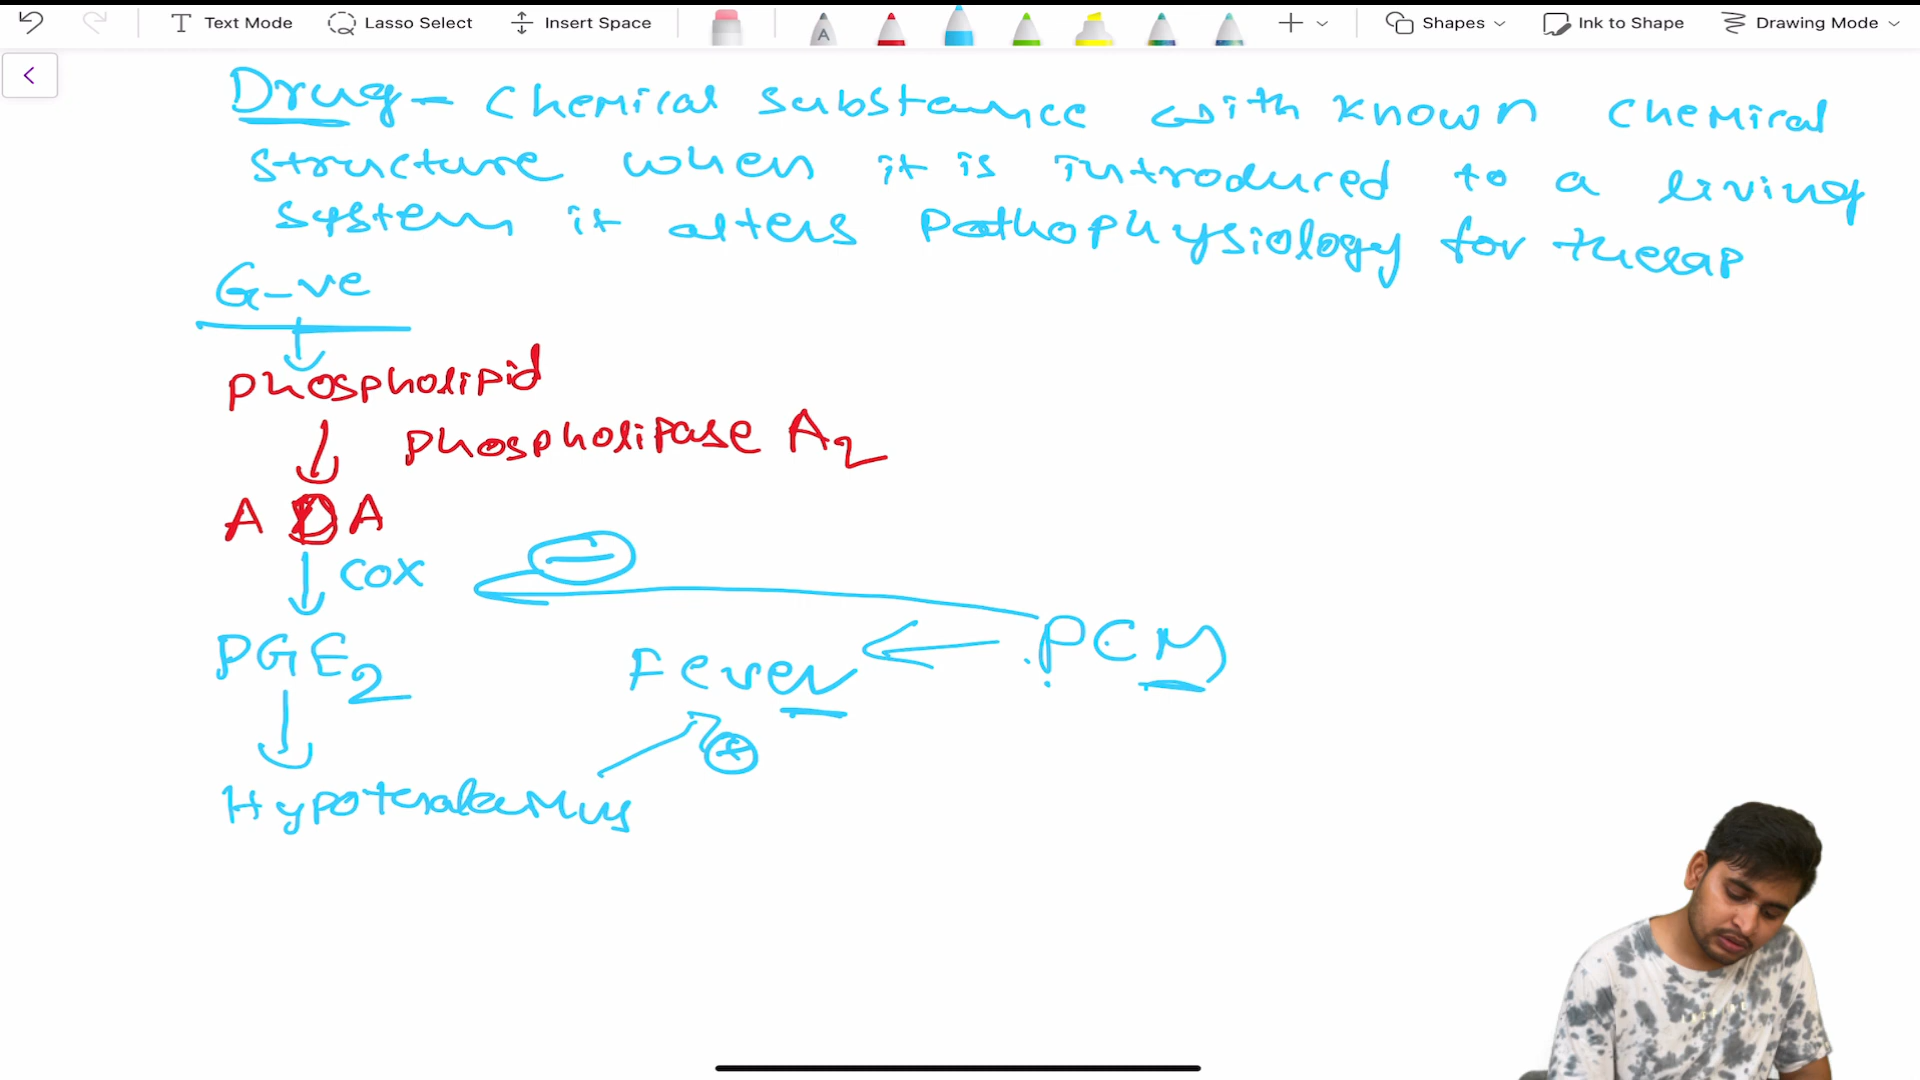 Text Mode Lasso Select Insert Space A Shapes Ink to Shape Drawing Mode
Drug - Chemical substance with known chemical
structure when it is introduced to a living
system it alters Pathophysiology for therap
G-ve
Phospholipid
Phospholipase A2
A D A
COX
PGE2
Fever
PCM
Hypothalamus